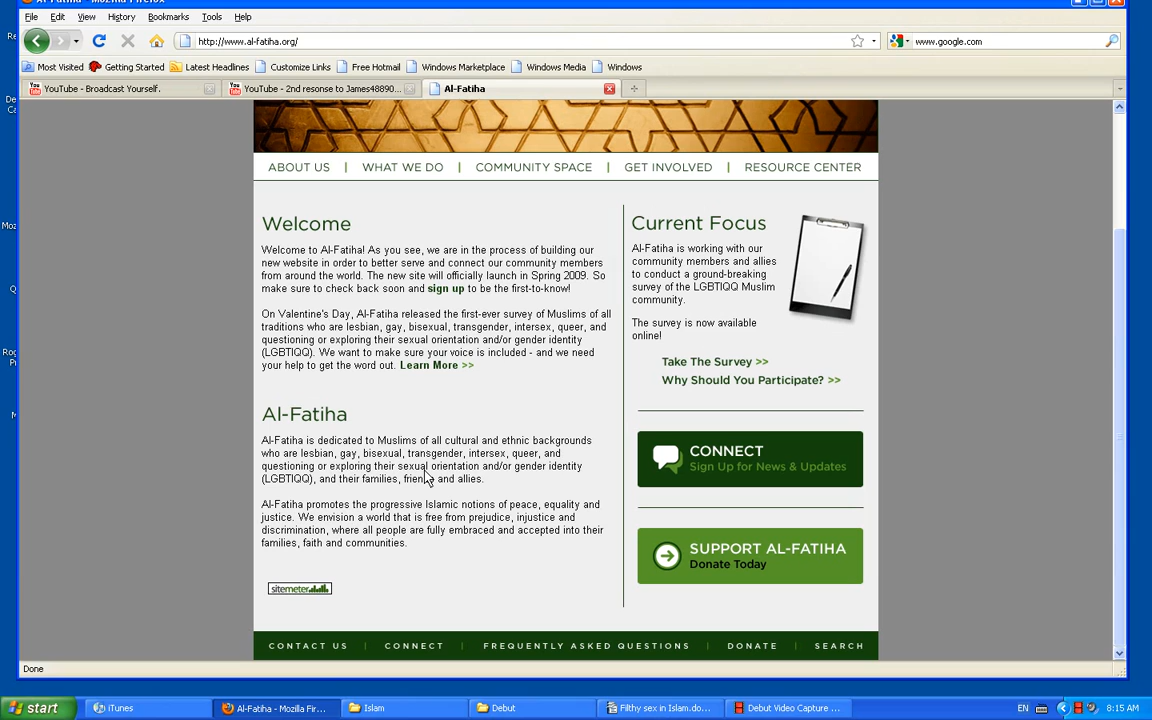 Al-Fatiha - Mozilla Firefox
File Edit View History Bookmarks Tools Help
http://www.al-fatiha.org/
www.google.com
Most Visited Getting Started Latest Headlines Customize Links Free Hotmail Windows Marketplace Windows Media Windows
YouTube - Broadcast Yourself.
YouTube - 2nd resonse to James48890...
Al-Fatiha
ABOUT US | WHAT WE DO | COMMUNITY SPACE | GET INVOLVED | RESOURCE CENTER
Welcome
Welcome to Al-Fatiha! As you see, we are in the process of building our
new website in order to better serve and connect our community members
from around the world. The new site will officially launch in Spring 2009. So
make sure to check back soon and sign up to be the first-to-know!
On Valentine's Day, Al-Fatiha released the first-ever survey of Muslims of all
traditions who are lesbian, gay, bisexual, transgender, intersex, queer, and
questioning or exploring their sexual orientation and/or gender identity
(LGBTIQQ). We want to make sure your voice is included - and we need
your help to get the word out. Learn More >>
Al-Fatiha
Al-Fatiha is dedicated to Muslims of all cultural and ethnic backgrounds
who are lesbian, gay, bisexual, transgender, intersex, queer, and
questioning or exploring their sexual orientation and/or gender identity
(LGBTIQQ), and their families, friends and allies.
Al-Fatiha promotes the progressive Islamic notions of peace, equality and
justice. We envision a world that is free from prejudice, injustice and
discrimination, where all people are fully embraced and accepted into their
families, faith and communities.
sitemeter
Current Focus
Al-Fatiha is working with our
community members and allies
to conduct a ground-breaking
survey of the LGBTIQQ Muslim
community.
The survey is now available
online!
Take The Survey >>
Why Should You Participate? >>
CONNECT
Sign Up for News & Updates
SUPPORT AL-FATIHA
Donate Today
CONTACT US | CONNECT | FREQUENTLY ASKED QUESTIONS | DONATE | SEARCH
Done
start
iTunes
Al-Fatiha - Mozilla Fir...
Islam
Debut
Filthy sex in Islam.do...
Debut Video Capture ...
EN
8:15 AM